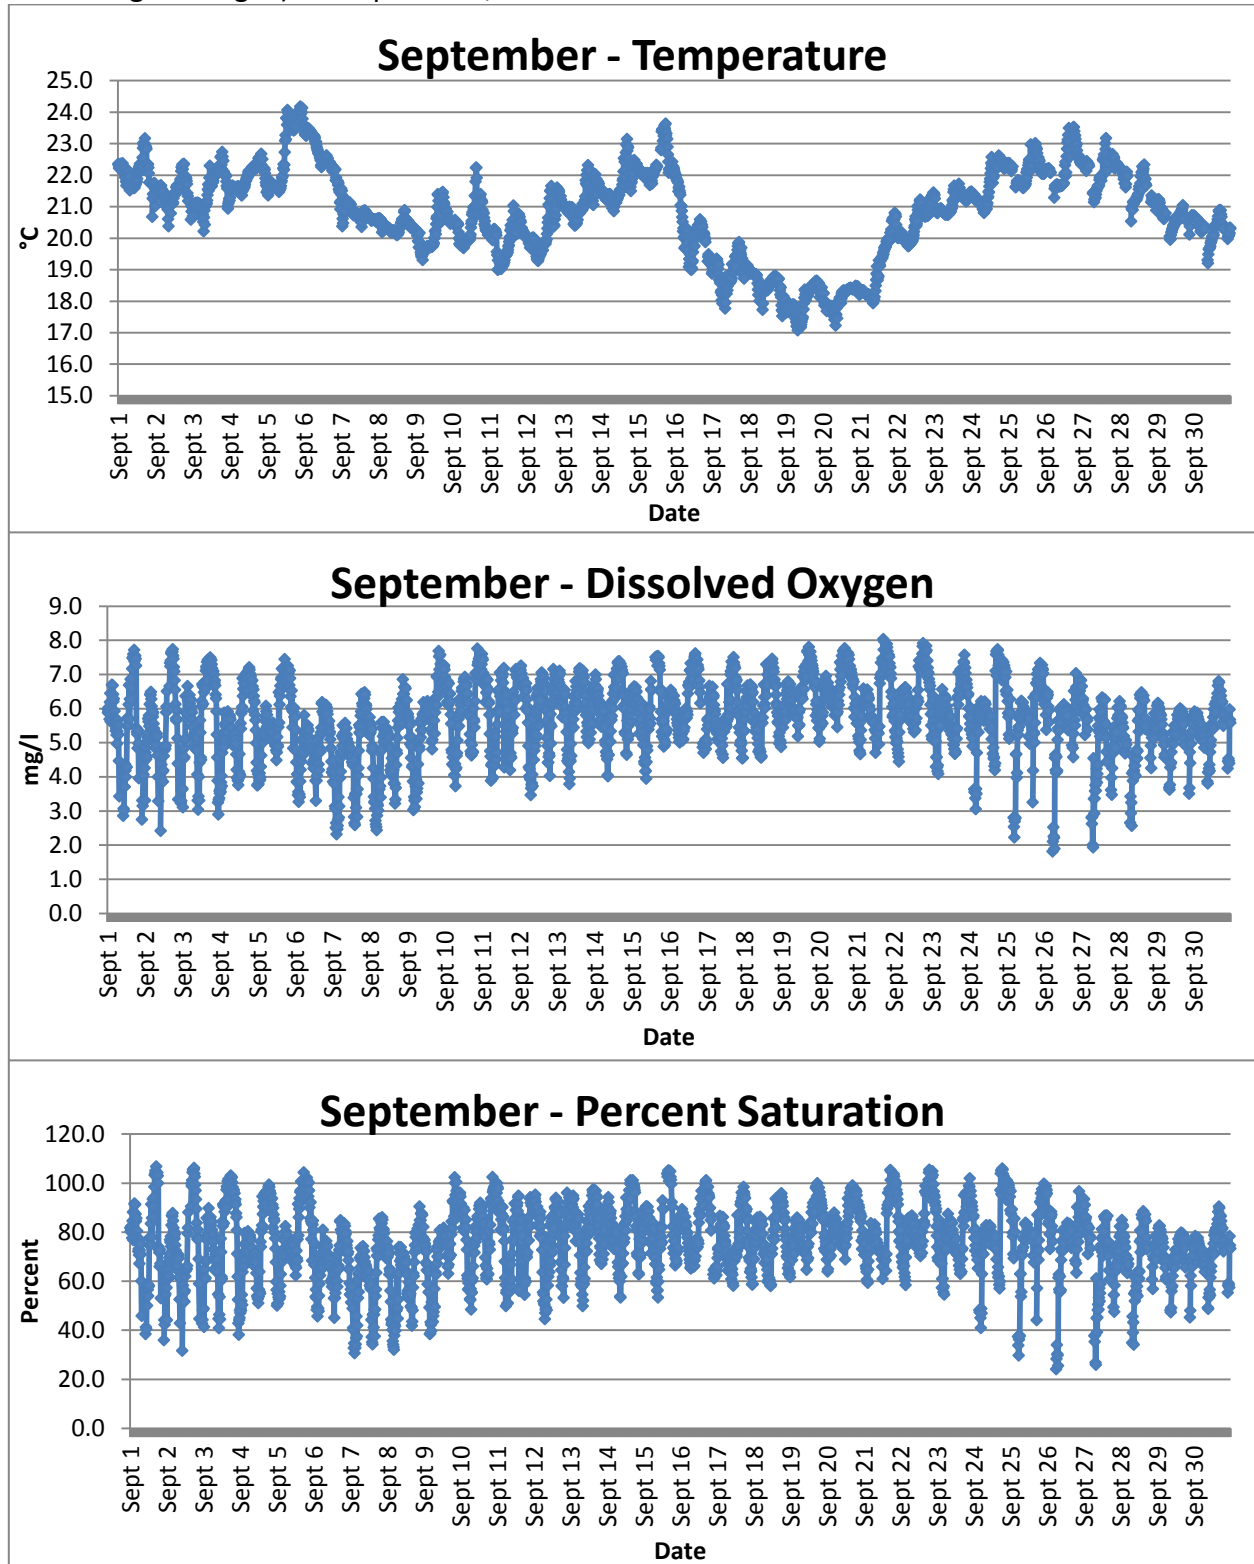 September - Temperature
25.0
24.0
23.0
22.0
21.0
20.0
19.0
18.0
17.0
16.0
15.0
°C
Sept 1 Sept 2 Sept 3 Sept 4 Sept 5 Sept 6 Sept 7 Sept 8 Sept 9 Sept 10 Sept 11 Sept 12 Sept 13 Sept 14 Sept 15 Sept 16 Sept 17 Sept 18 Sept 19 Sept 20 Sept 21 Sept 22 Sept 23 Sept 24 Sept 25 Sept 26 Sept 27 Sept 28 Sept 29 Sept 30
Date
September - Dissolved Oxygen
9.0
8.0
7.0
6.0
5.0
4.0
3.0
2.0
1.0
0.0
mg/l
Sept 1 Sept 2 Sept 3 Sept 4 Sept 5 Sept 6 Sept 7 Sept 8 Sept 9 Sept 10 Sept 11 Sept 12 Sept 13 Sept 14 Sept 15 Sept 16 Sept 17 Sept 18 Sept 19 Sept 20 Sept 21 Sept 22 Sept 23 Sept 24 Sept 25 Sept 26 Sept 27 Sept 28 Sept 29 Sept 30
Date
September - Percent Saturation
120.0
100.0
80.0
60.0
40.0
20.0
0.0
Percent
Sept 1 Sept 2 Sept 3 Sept 4 Sept 5 Sept 6 Sept 7 Sept 8 Sept 9 Sept 10 Sept 11 Sept 12 Sept 13 Sept 14 Sept 15 Sept 16 Sept 17 Sept 18 Sept 19 Sept 20 Sept 21 Sept 22 Sept 23 Sept 24 Sept 25 Sept 26 Sept 27 Sept 28 Sept 29 Sept 30
Date